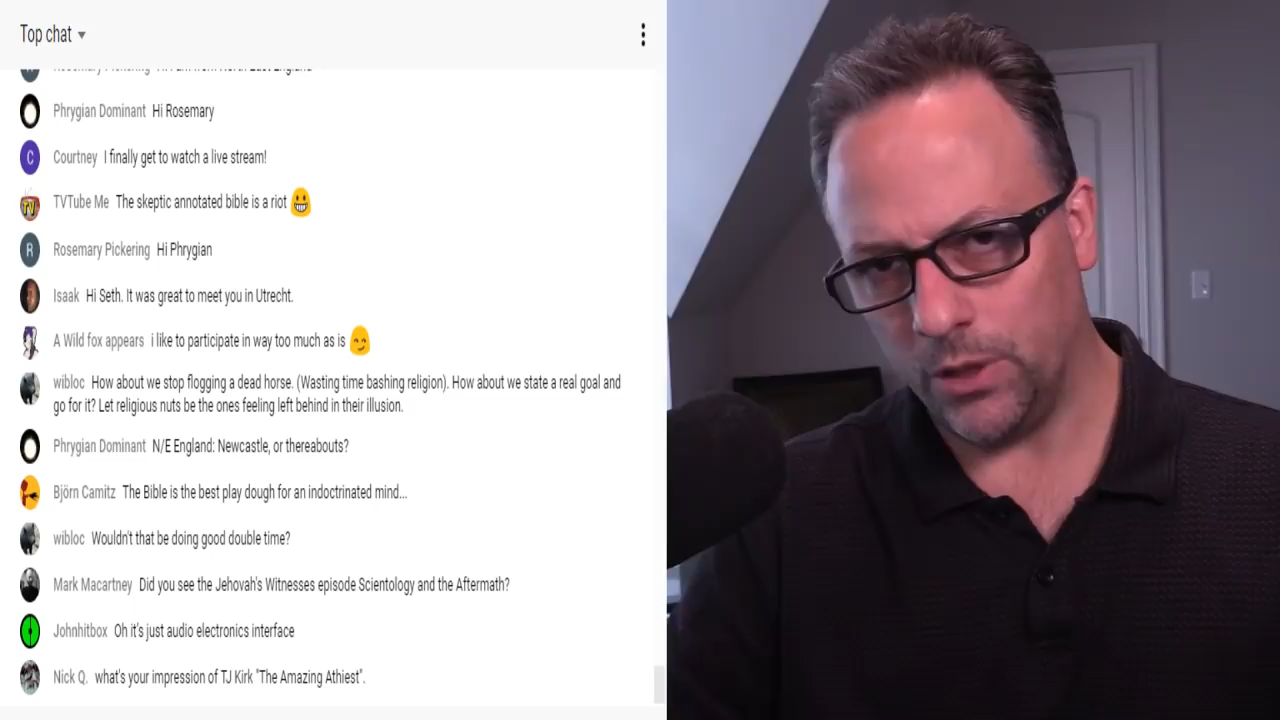 Top chat
Phrygian Dominant Hi Rosemary
C
Courtney I finally get to watch a live stream!
TV
TVTube Me The skeptic annotated bible is a riot
R
Rosemary Pickering Hi Phrygian
Isaak Hi Seth. It was great to meet you in Utrecht.
A Wild fox appears i like to participate in way too much as is
wibloc How about we stop flogging a dead horse. (Wasting time bashing religion). How about we state a real goal and
go for it? Let religious nuts be the ones feeling left behind in their illusion.
Phrygian Dominant N/E England: Newcastle, or thereabouts?
Björn Camitz The Bible is the best play dough for an indoctrinated mind...
wibloc Wouldn't that be doing good double time?
Mark Macartney Did you see the Jehovah's Witnesses episode Scientology and the Aftermath?
Johnhitbox Oh it's just audio electronics interface
Nick Q. what's your impression of TJ Kirk "The Amazing Athiest".